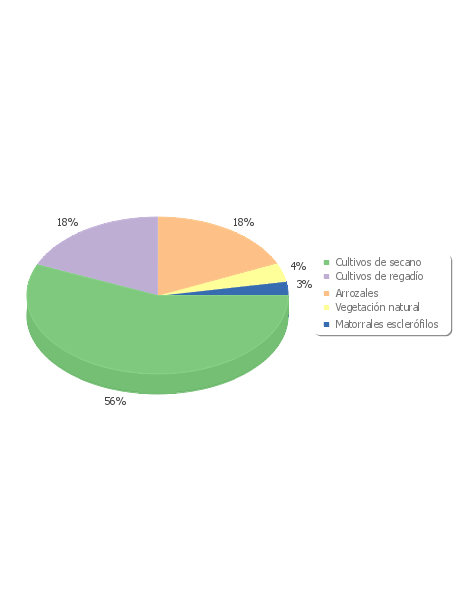 18%
18%
4%
3%
56%
Cultivos de secano
Cultivos de regadío
Arrozales
Vegetación natural
Matorrales esclerófilos